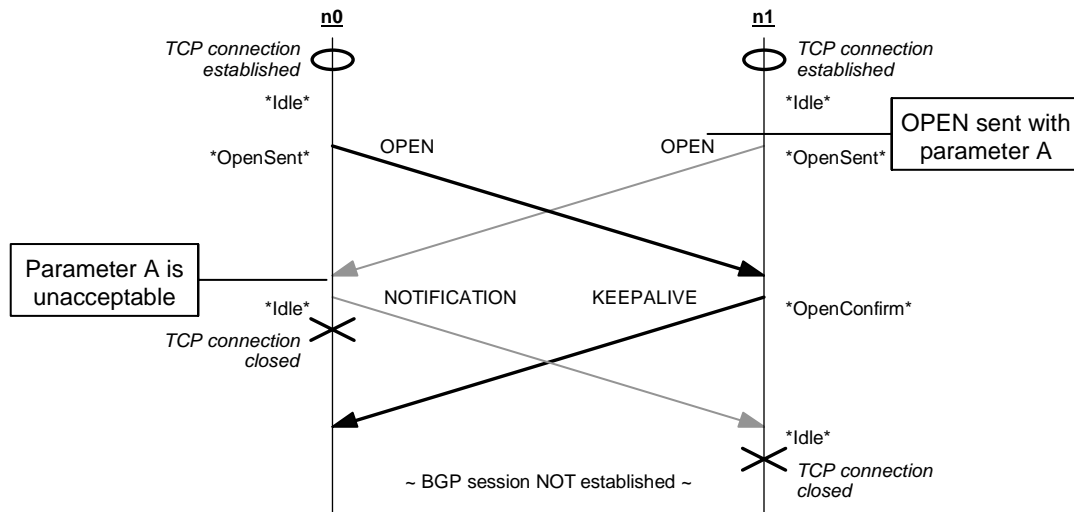 n0
n1
TCP connection
established
TCP connection
established
*Idle*
*Idle*
OPEN sent with
parameter A
OPEN
OPEN
*OpenSent*
*OpenSent*
Parameter A is
unacceptable
*Idle*
NOTIFICATION
KEEPALIVE
*OpenConfirm*
TCP connection
closed
*Idle*
TCP connection
closed
~ BGP session NOT established ~